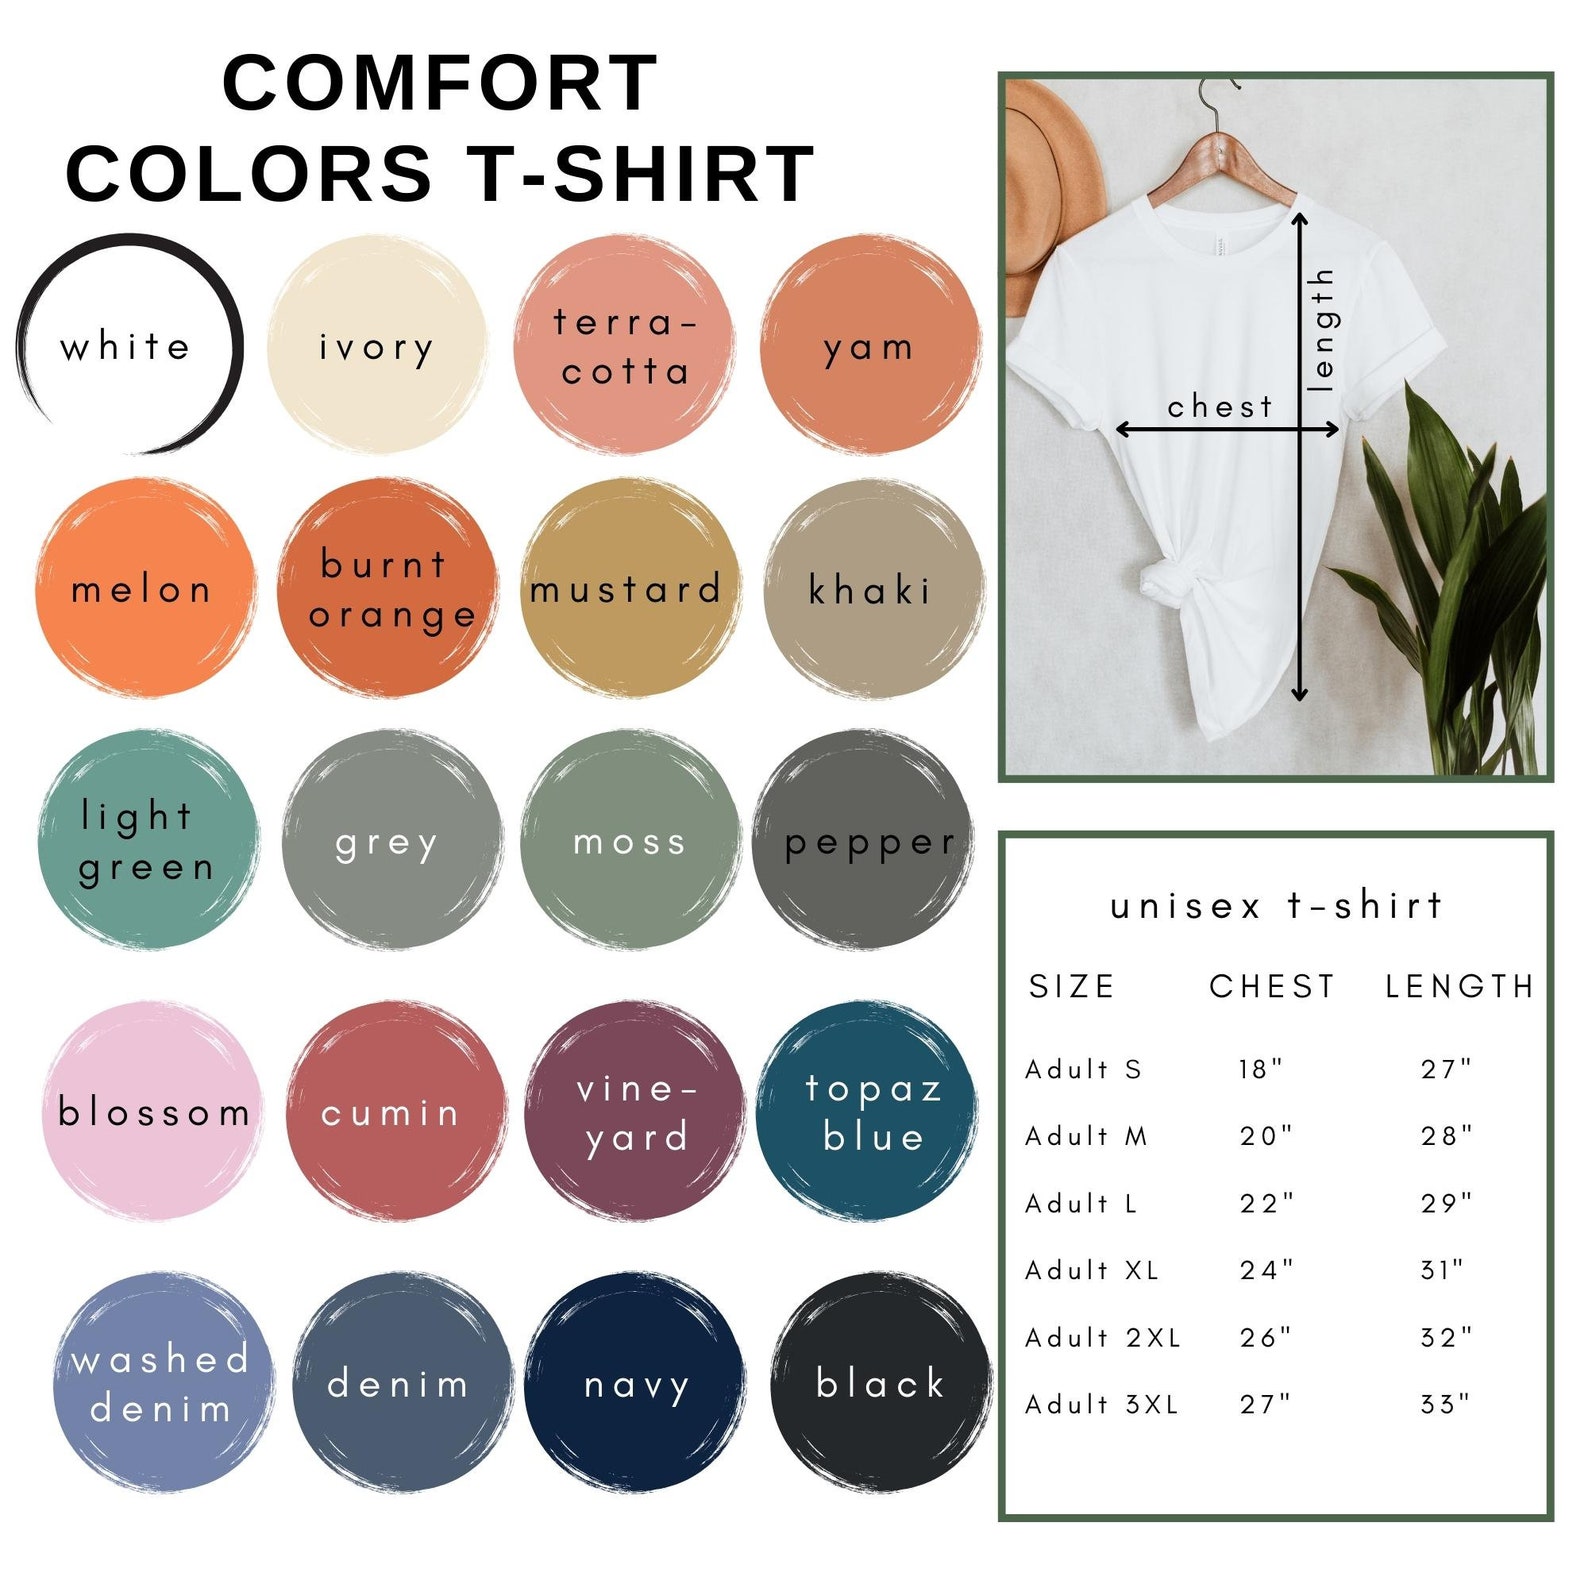 COMFORT
COLORS T-SHIRT
white
ivory
terra-
cotta
yam
melon
burnt
orange
mustard
khaki
light
green
grey
moss
pepper
blossom
cumin
vine-
yard
topaz
blue
washed
denim
denim
navy
black
length
chest
unisex t-shirt
SIZE CHEST LENGTH
Adult S 18" 27"
Adult M 20" 28"
Adult L 22" 29"
Adult XL 24" 31"
Adult 2XL 26" 32"
Adult 3XL 27" 33"